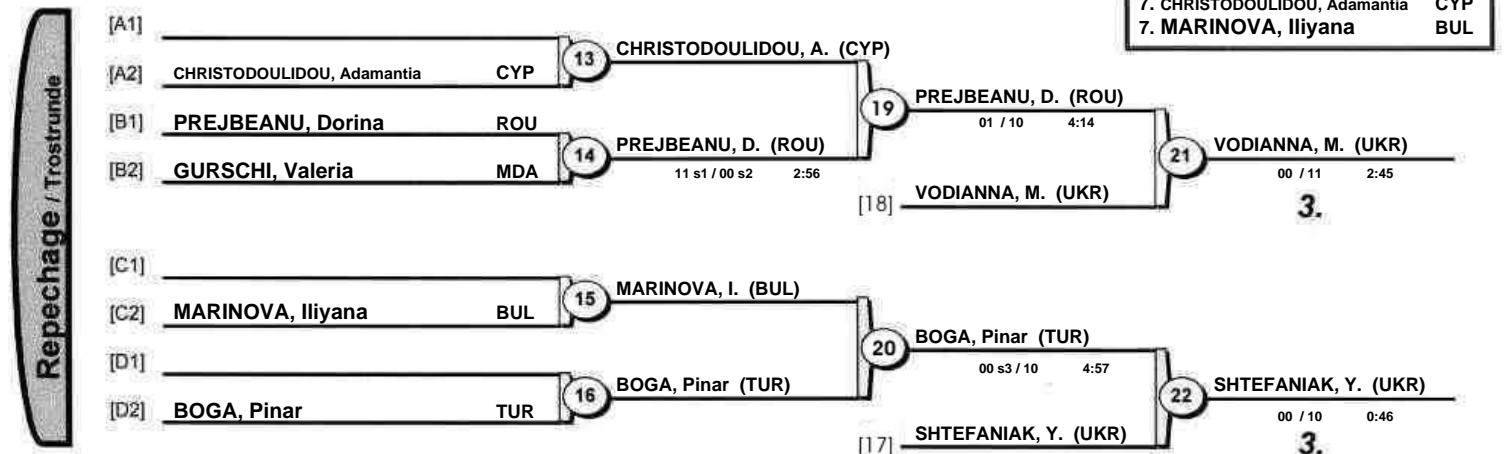 7. CHRISTODOULIDOU, Adamantia CYP
7. MARINOVA, Iliyana BUL
Repechage / Trostrunde
[A1]
[A2] CHRISTODOULIDOU, Adamantia CYP
13 CHRISTODOULIDOU, A. (CYP)
[B1] PREJBEANU, Dorina ROU
[B2] GURSCHI, Valeria MDA
14 PREJBEANU, D. (ROU)
11 s1 / 00 s2 2:56
19 PREJBEANU, D. (ROU)
01 / 10 4:14
[18] VODIANNA, M. (UKR)
21 VODIANNA, M. (UKR)
00 / 11 2:45
3.
[C1]
[C2] MARINOVA, Iliyana BUL
15 MARINOVA, I. (BUL)
[D1]
[D2] BOGA, Pinar TUR
16 BOGA, Pinar (TUR)
20 BOGA, Pinar (TUR)
00 s3 / 10 4:57
[17] SHTEFANIAK, Y. (UKR)
22 SHTEFANIAK, Y. (UKR)
00 / 10 0:46
3.